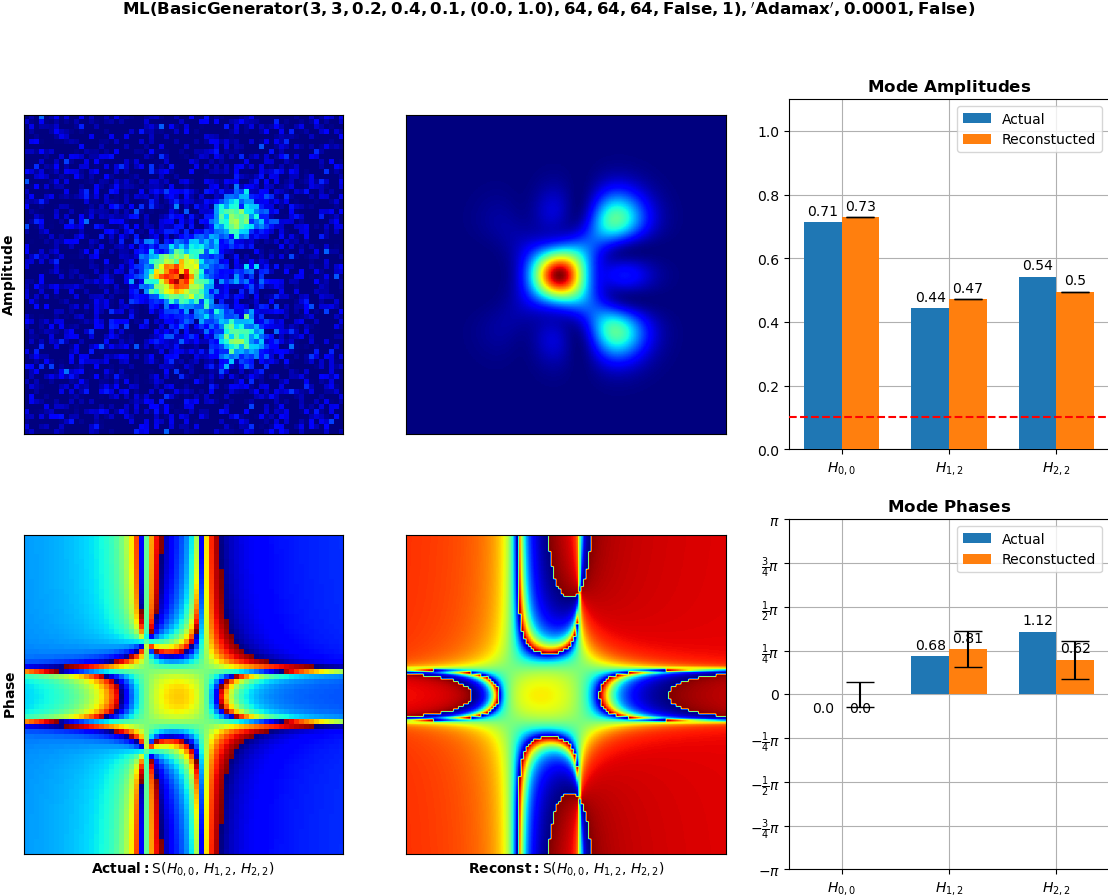 ML(BasicGenerator(3, 3, 0.2, 0.4, 0.1, (0.0, 1.0), 64, 64, 64, False, 1), ′Adamax′, 0.0001, False)
Mode Amplitudes
Actual
Reconstucted
1.0
0.8
0.6
0.4
0.2
0.0
0.71
0.73
0.44
0.47
0.54
0.5
H0,0
H1,2
H2,2
Amplitude
Mode Phases
Actual
Reconstucted
π
3/4π
1/2π
1/4π
0
−1/4π
−1/2π
−3/4π
−π
0.0
0.0
0.68
0.81
1.12
0.62
H0,0
H1,2
H2,2
Phase
Actual: S(H0,0, H1,2, H2,2)
Reconst: S(H0,0, H1,2, H2,2)